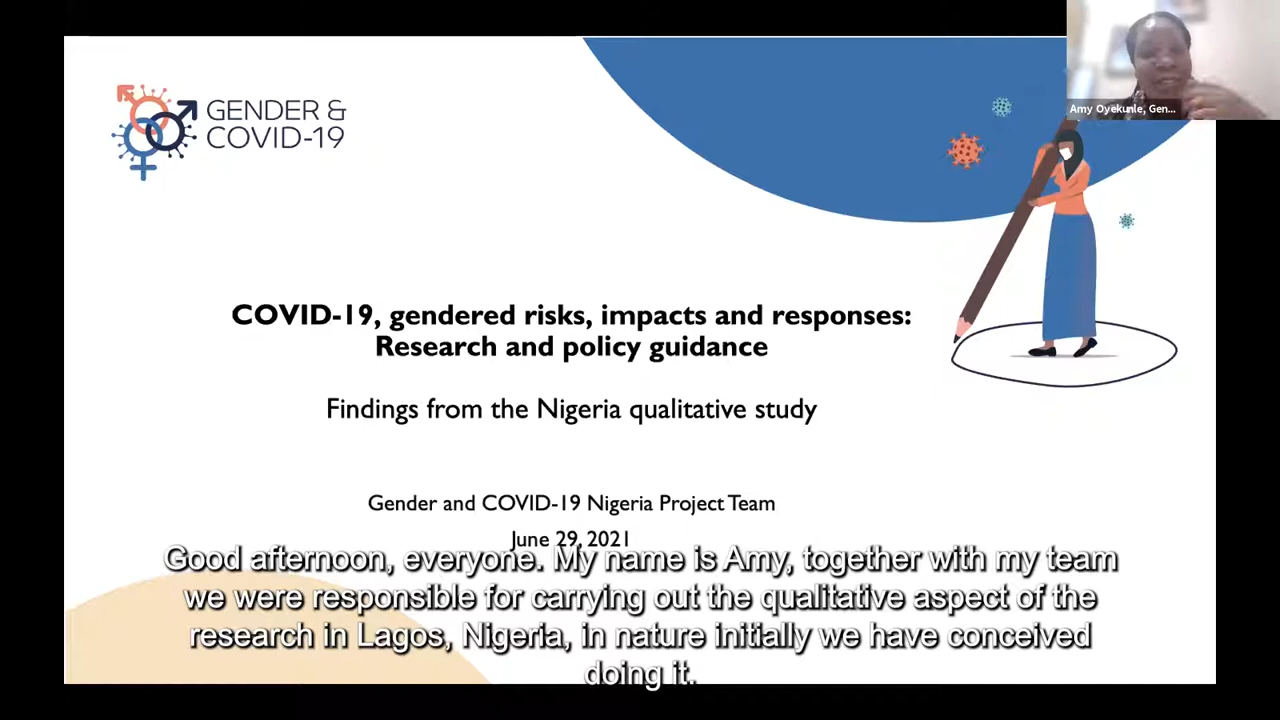 Amy Oyekunle, Gen...
GENDER &
COVID-19
COVID-19, gendered risks, impacts and responses:
Research and policy guidance
Findings from the Nigeria qualitative study
Gender and COVID-19 Nigeria Project Team
June 29, 2021
Good afternoon, everyone. My name is Amy, together with my team
we were responsible for carrying out the qualitative aspect of the
research in Lagos, Nigeria, in nature initially we have conceived
doing it.